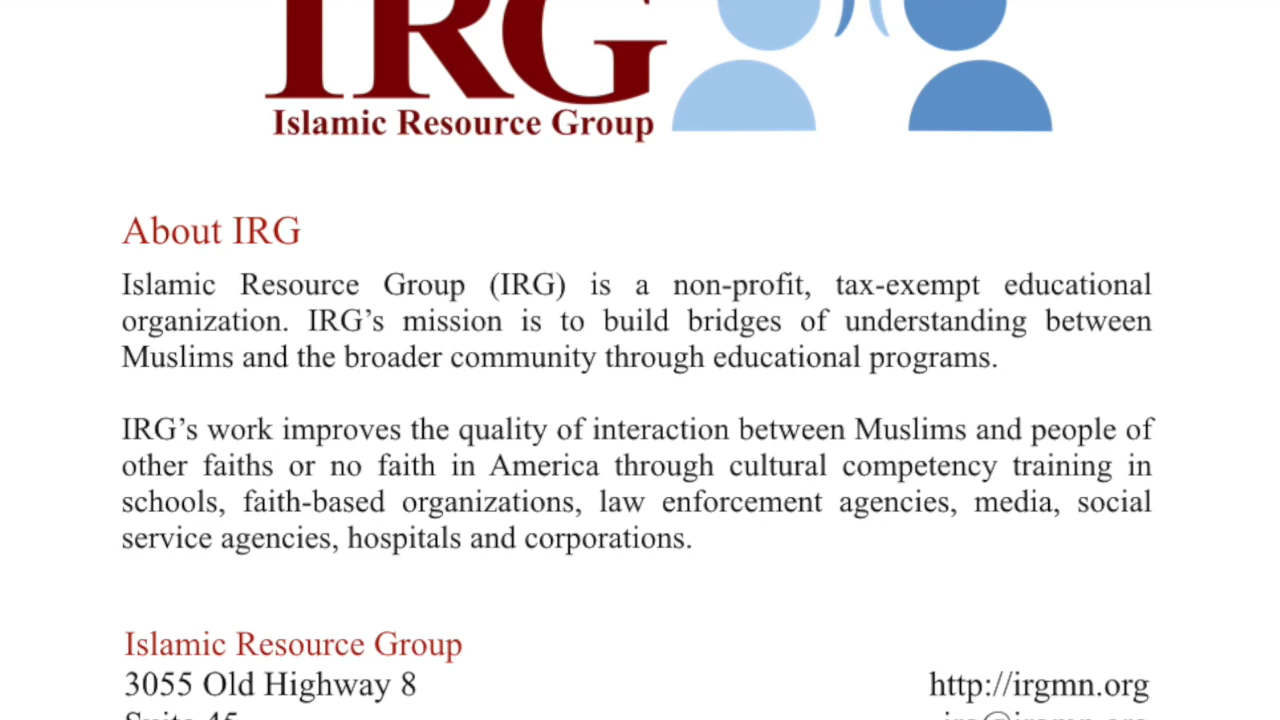 IRG
Islamic Resource Group
About IRG
Islamic Resource Group (IRG) is a non-profit, tax-exempt educational
organization. IRG’s mission is to build bridges of understanding between
Muslims and the broader community through educational programs.
IRG’s work improves the quality of interaction between Muslims and people of
other faiths or no faith in America through cultural competency training in
schools, faith-based organizations, law enforcement agencies, media, social
service agencies, hospitals and corporations.
Islamic Resource Group
3055 Old Highway 8
http://irgmn.org
Suite 45